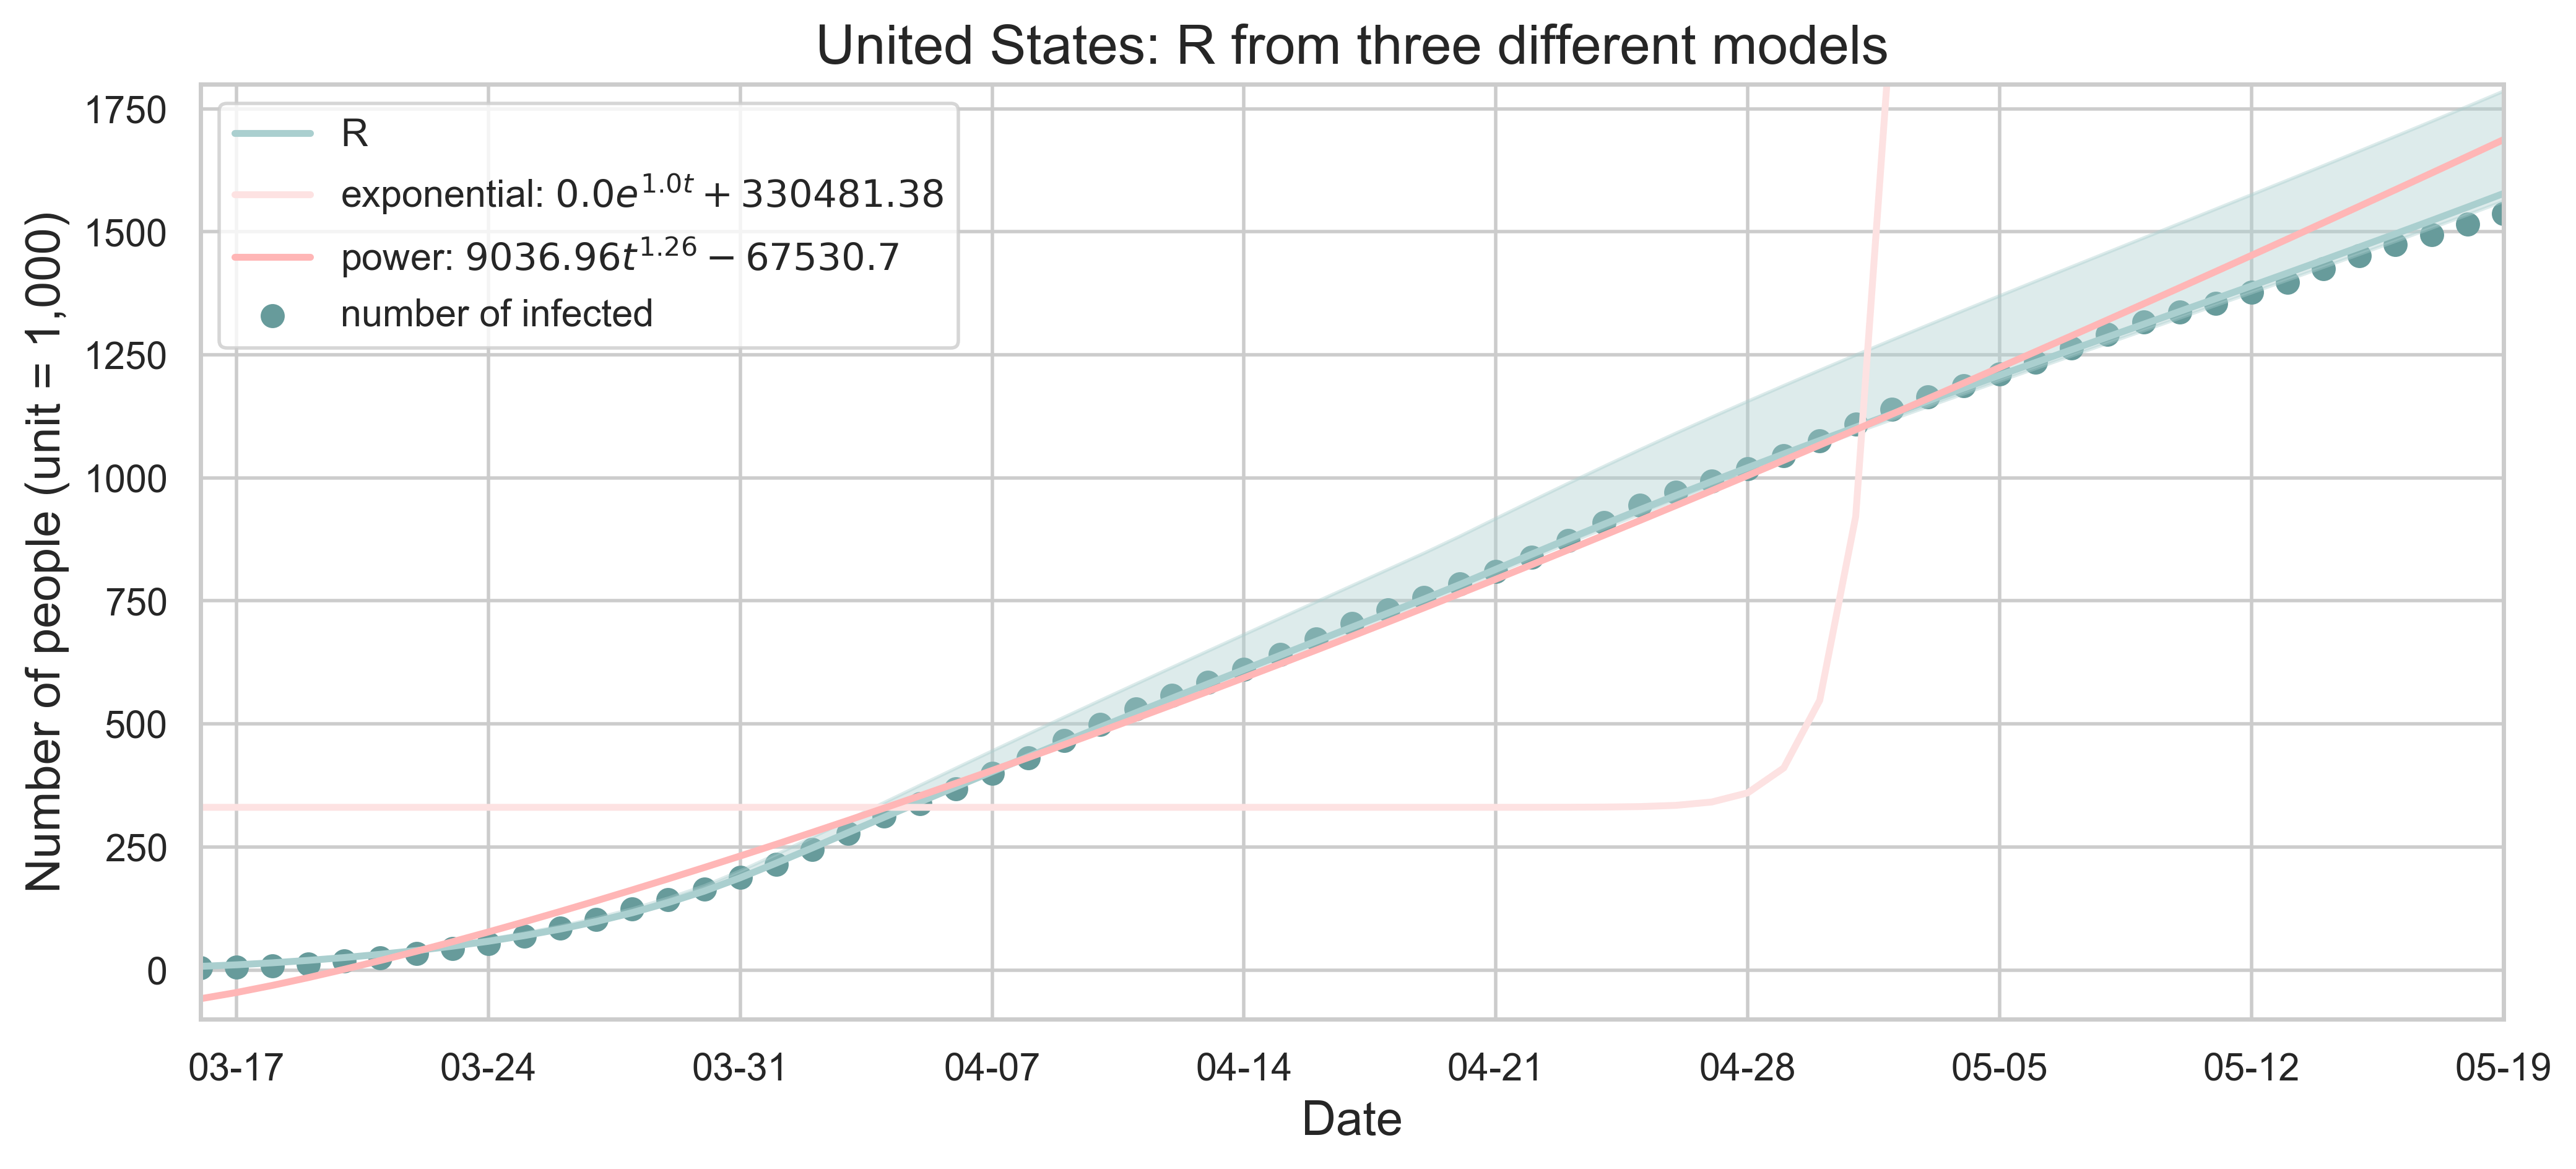 United States: R from three different models
Number of people (unit = 1,000)
1750
1500
1250
1000
750
500
250
0
R
exponential: 0.0e^{1.0t} + 330481.38
power: 9036.96t^{1.26} − 67530.7
number of infected
03-17 03-24 03-31 04-07 04-14 04-21 04-28 05-05 05-12 05-19
Date